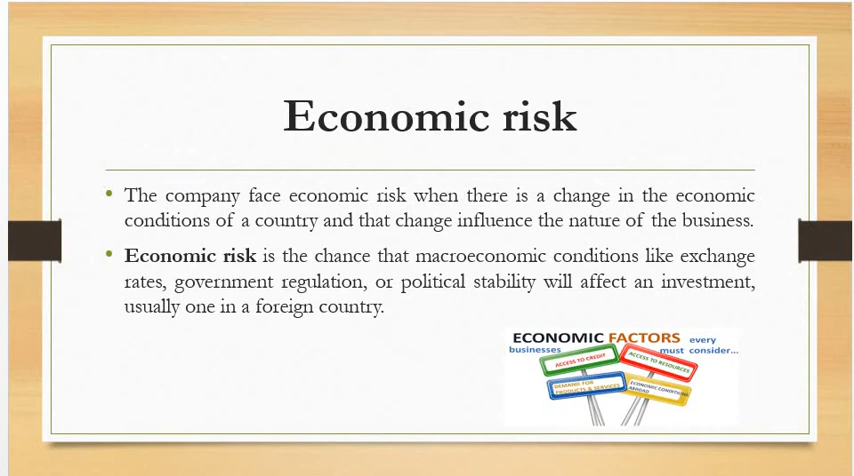 Economic risk
• The company face economic risk when there is a change in the economic
conditions of a country and that change influence the nature of the business.
• Economic risk is the chance that macroeconomic conditions like exchange
rates, government regulation, or political stability will affect an investment,
usually one in a foreign country.
ECONOMIC FACTORS every
businesses must consider...
ACCESS TO CREDIT
ACCESS TO RESOURCES
DEMAND FOR
PRODUCTS & SERVICES
ECONOMIC CONDITIONS
ABROAD